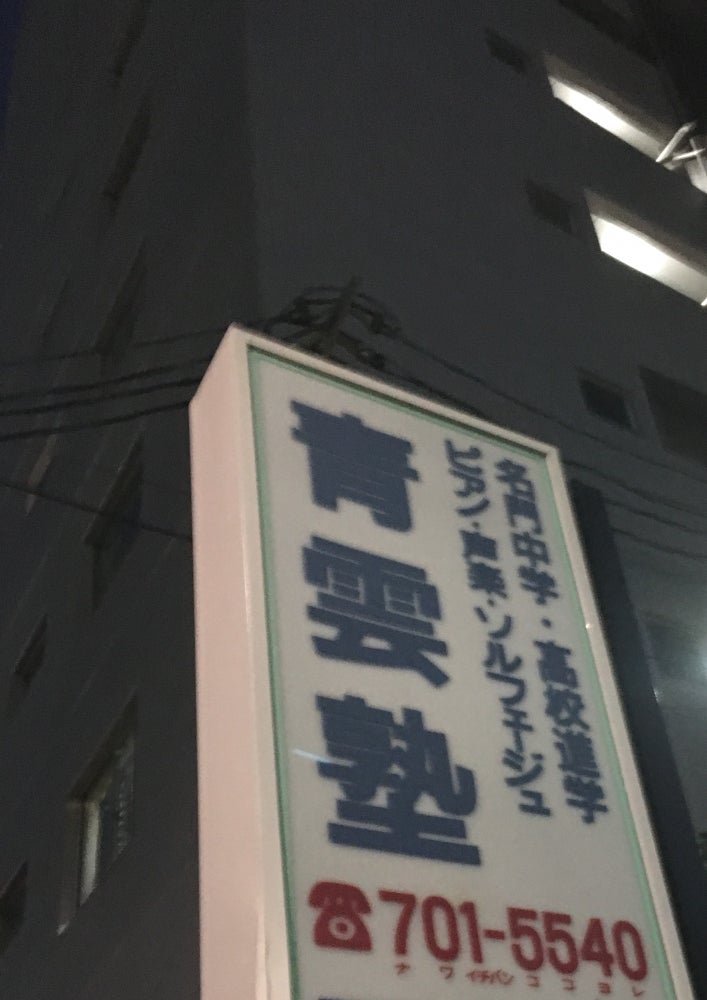 名門中学・高校進学
ピアノ・声楽・ソルフェージュ
青雲塾
☎701-5540
ナ ワ イチバン コ コ ヨ レ